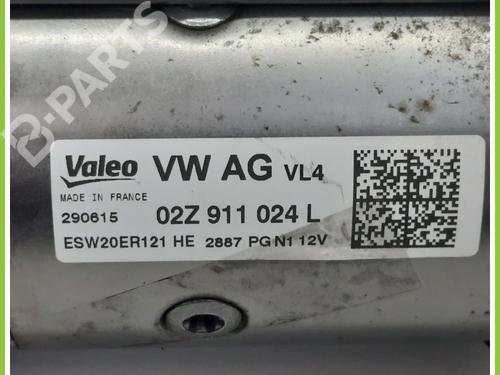 B-PARTS
Valeo VW AG VL4
MADE IN FRANCE
290615 02Z 911 024 L
ESW20ER121 HE 2887 PG N1 12V